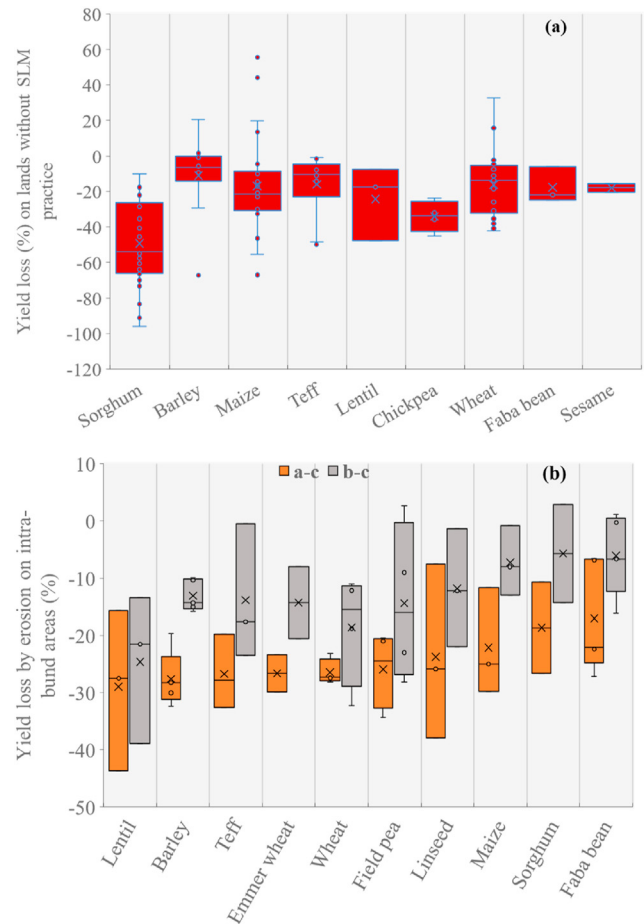 (a)
Yield loss (%) on lands without SLM
practice
80
60
40
20
0
-20
-40
-60
-80
-100
-120
Sorghum
Barley
Maize
Teff
Lentil
Chickpea
Wheat
Faba bean
Sesame
a-c b-c
(b)
Yield loss by erosion on intra-
bund areas (%)
10
0
-10
-20
-30
-40
-50
Lentil
Barley
Teff
Emmer wheat
Wheat
Field pea
Linseed
Maize
Sorghum
Faba bean